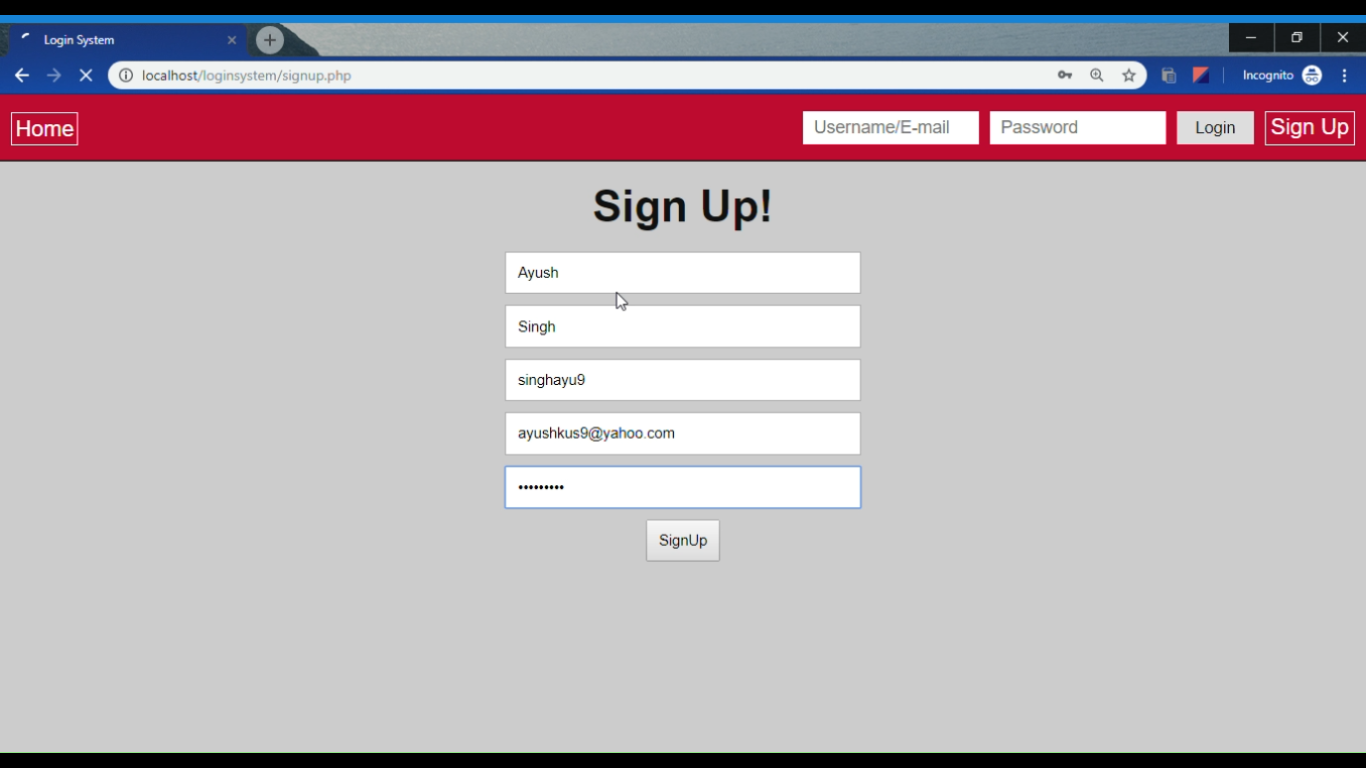 Login System
localhost/loginsystem/signup.php
Incognito
Home
Username/E-mail
Password
Login
Sign Up
Sign Up!
Ayush
Singh
singhayu9
ayushkus9@yahoo.com
•••••••••
SignUp